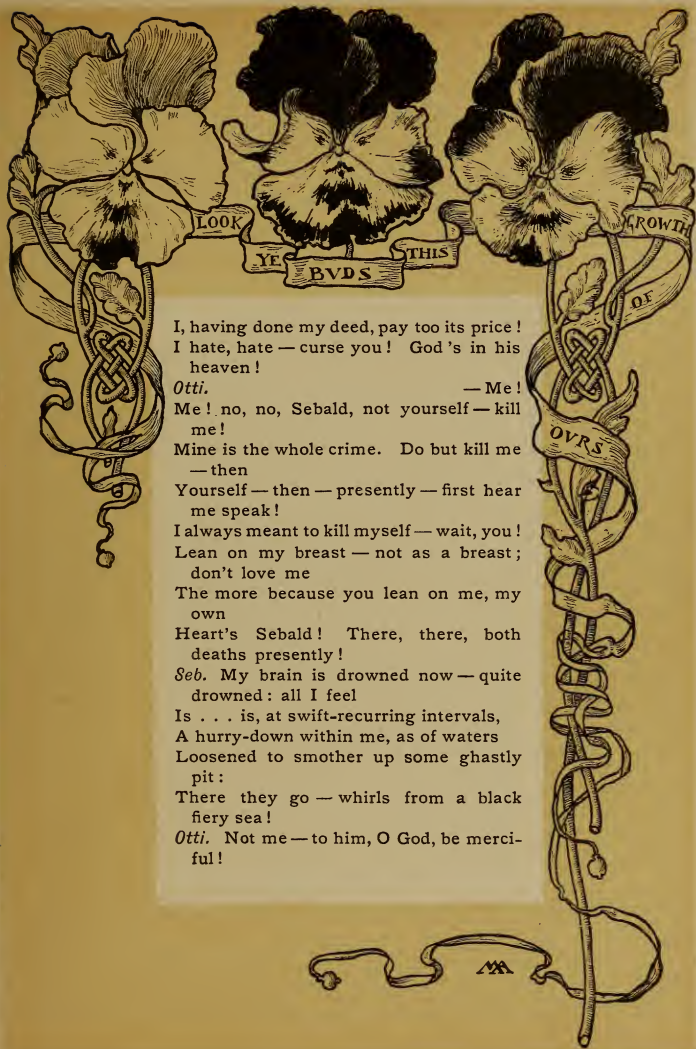 LOOK
YE
BVDS
THIS
GROWTH
OF
OVRS
I, having done my deed, pay too its price !
I hate, hate — curse you ! God 's in his
heaven !
Otti. — Me !
Me ! no, no, Sebald, not yourself — kill
me !
Mine is the whole crime. Do but kill me
— then
Yourself — then — presently — first hear
me speak !
I always meant to kill myself — wait, you !
Lean on my breast — not as a breast ;
don't love me
The more because you lean on me, my
own
Heart's Sebald ! There, there, both
deaths presently !
Seb. My brain is drowned now — quite
drowned : all I feel
Is . . . is, at swift-recurring intervals,
A hurry-down within me, as of waters
Loosened to smother up some ghastly
pit :
There they go — whirls from a black
fiery sea !
Otti. Not me — to him, O God, be merci-
ful !